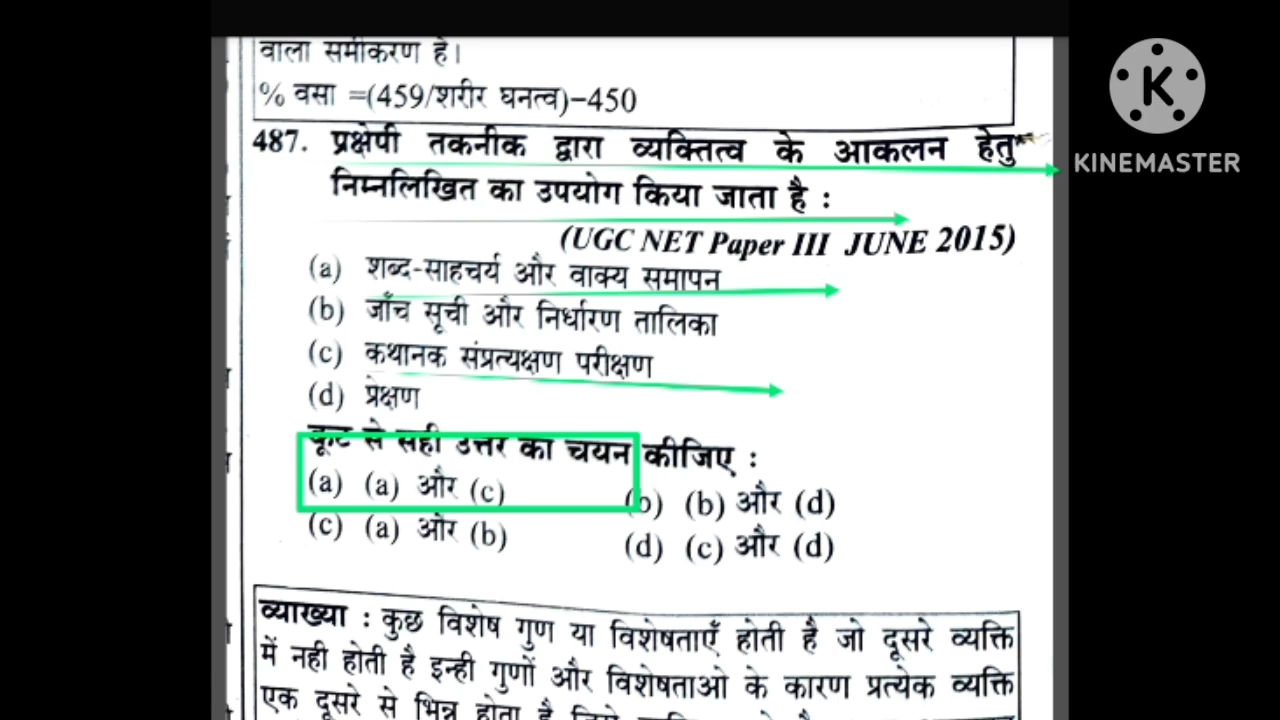 वाला समीकरण है।
% वसा =(459/शरीर घनत्व)–450
487. प्रक्षेपी तकनीक द्वारा व्यक्तित्व के आकलन हेतु
निम्नलिखित का उपयोग किया जाता है :
(UGC NET Paper III JUNE 2015)
(a) शब्द-साहचर्य और वाक्य समापन
(b) जाँच सूची और निर्धारण तालिका
(c) कथानक संप्रत्यक्षण परीक्षण
(d) प्रेक्षण
कूट से सही उत्तर का चयन कीजिए :
(a) (a) और (c) (b) (b) और (d)
(c) (a) और (b) (d) (c) और (d)
व्याख्या : कुछ विशेष गुण या विशेषताएँ होती है जो दूसरे व्यक्ति
में नही होती है इन्ही गुणों और विशेषताओ के कारण प्रत्येक व्यक्ति
एक दूसरे से भिन्न होता है
KINEMASTER